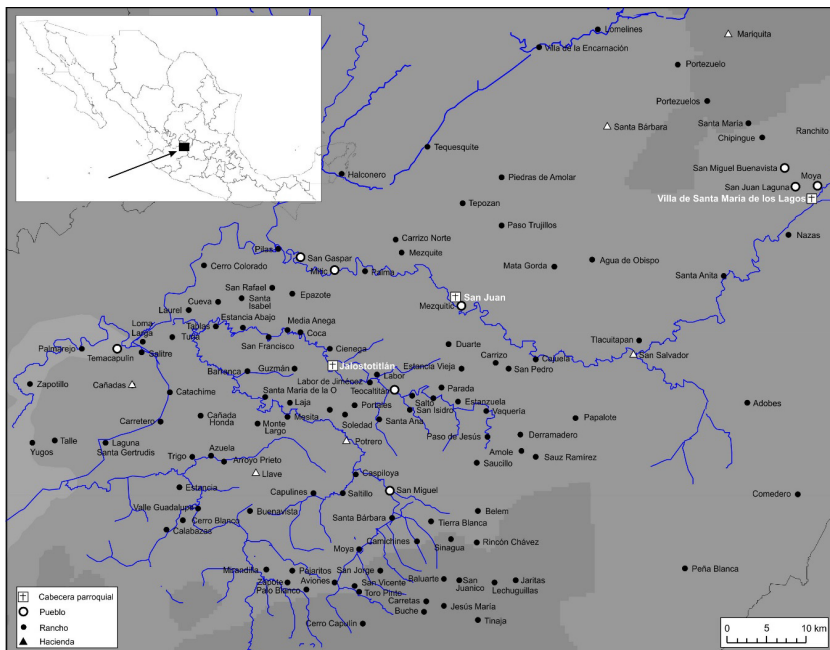 Lomelines
Mariquita
Villa de la Encarnación
Portezuelo
Portezuelos
Santa María
Santa Bárbara
Chipingue
Ranchito
Tequesquite
San Miguel Buenavista
Moya
Halconero
Piedras de Amolar
San Juan Laguna
Villa de Santa Maria de los Lagos
Tepozan
Paso Trujillos
Nazas
Carrizo Norte
Pilas
San Gaspar
Mezquite
Cerro Colorado
Mitic
Palma
Mata Gorda
Agua de Obispo
Santa Anita
San Rafael
Epazote
San Juan
Cueva
Santa
Isabel
Mezquitic
Laurel
Estancia Abajo
Media Anega
Loma
Larga
Tablas
Coca
Tuna
Tlacuitapan
Palmarejo
San Francisco
Cienega
Duarte
Temacapulín
Salitre
San Salvador
Carrizo
Cajuela
Jalostotitlán
Estancia Vieja
San Pedro
Barranca
Guzmán
Labor
Zapotillo
Cañadas
Labor de Jiménez
Santa Maria de la O
Teocaltitán
Parada
Catachime
Salto
Estanzuela
Adobes
Laja
Portales
San Isidro
Vaquería
Cañada
Honda
Mesita
Soledad
Santa Ana
Papalote
Carretero
Monte
Largo
Yugos
Talle
Laguna
Santa Gertrudis
Potrero
Paso de Jesús
Derramadero
Trigo
Azuela
Arroyo Prieto
Amole
Sauz Ramírez
Saucillo
Llave
Caspiloya
Estancia
Capulines
Saltillo
San Miguel
Comedero
Valle Guadalupe
Buenavista
Belem
Cerro Blanca
Santa Bárbara
Tierra Blanca
Calabazas
Camichines
Sinagua
Rincón Chávez
Moya
Mirandilla
Pajaritos
San Jorge
Peña Blanca
Zapote
Aviones
San Vicente
Baluarte
San
Juanico
Jaritas
Lechuguillas
Palo Blanco
Toro Pinto
Carretas
Buche
Jesús María
Cerro Capulín
Tinaja
Cabecera parroquial
Pueblo
Rancho
Hacienda
0 5 10 km